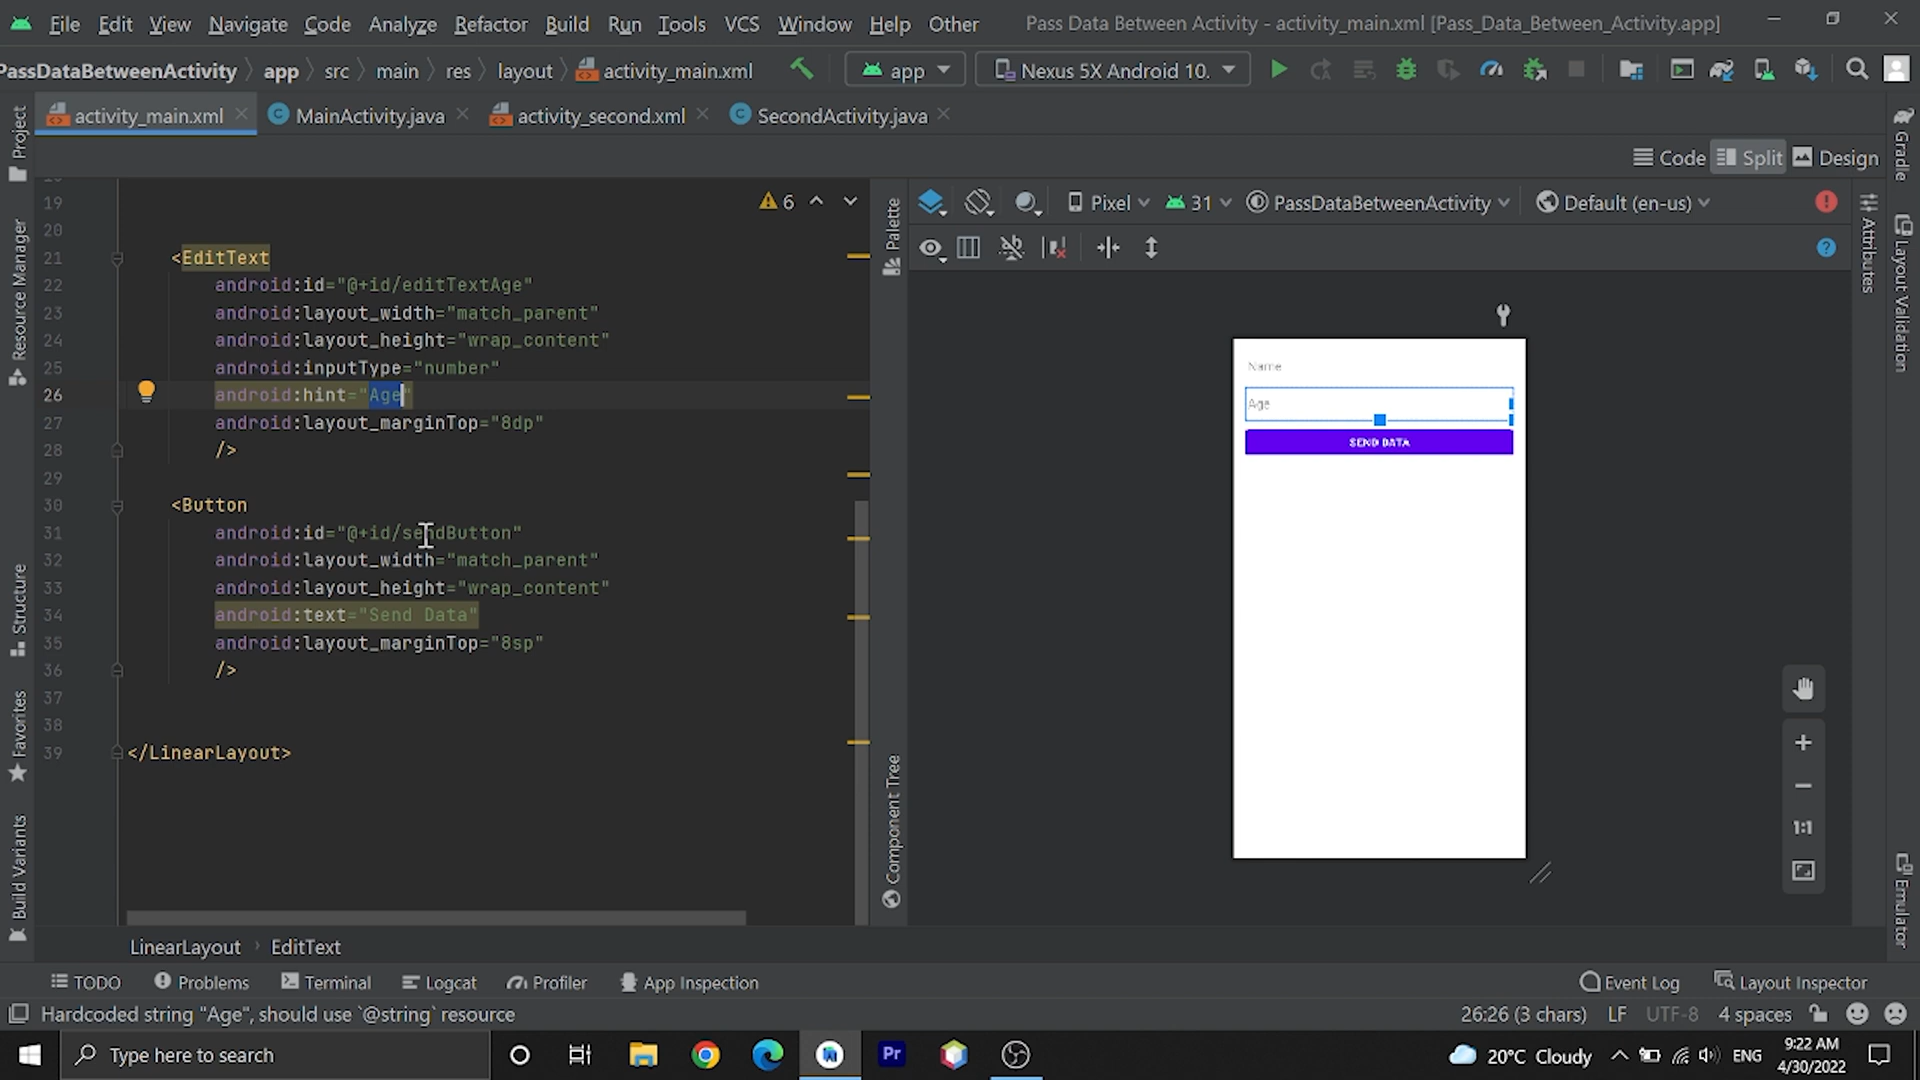 File Edit View Navigate Code Analyze Refactor Build Run Tools VCS Window Help Other Pass Data Between Activity - activity_main.xml [Pass_Data_Between_Activity.app]
PassDataBetweenActivity app src main res layout activity_main.xml app Nexus 5X Android 10.
activity_main.xml MainActivity.java activity_second.xml SecondActivity.java
Code Split Design
Project
Resource Manager
Structure
Favorites
Build Variants
19
20
21 <EditText
22 android:id="@+id/editTextAge"
23 android:layout_width="match_parent"
24 android:layout_height="wrap_content"
25 android:inputType="number"
26 android:hint="Age"
27 android:layout_marginTop="8dp"
28 />
29
30 <Button
31 android:id="@+id/sendButton"
32 android:layout_width="match_parent"
33 android:layout_height="wrap_content"
34 android:text="Send Data"
35 android:layout_marginTop="8sp"
36 />
37
38
39 </LinearLayout>
6
Palette
Component Tree
Pixel 31 PassDataBetweenActivity Default (en-us)
Name
Age
SEND DATA
1:1
Attributes
Gradle
Layout Validation
Emulator
LinearLayout EditText
TODO Problems Terminal Logcat Profiler App Inspection Event Log Layout Inspector
Hardcoded string "Age", should use `@string` resource 26:26 (3 chars) LF UTF-8 4 spaces
Type here to search Pr 20°C Cloudy ENG 9:22 AM
4/30/2022